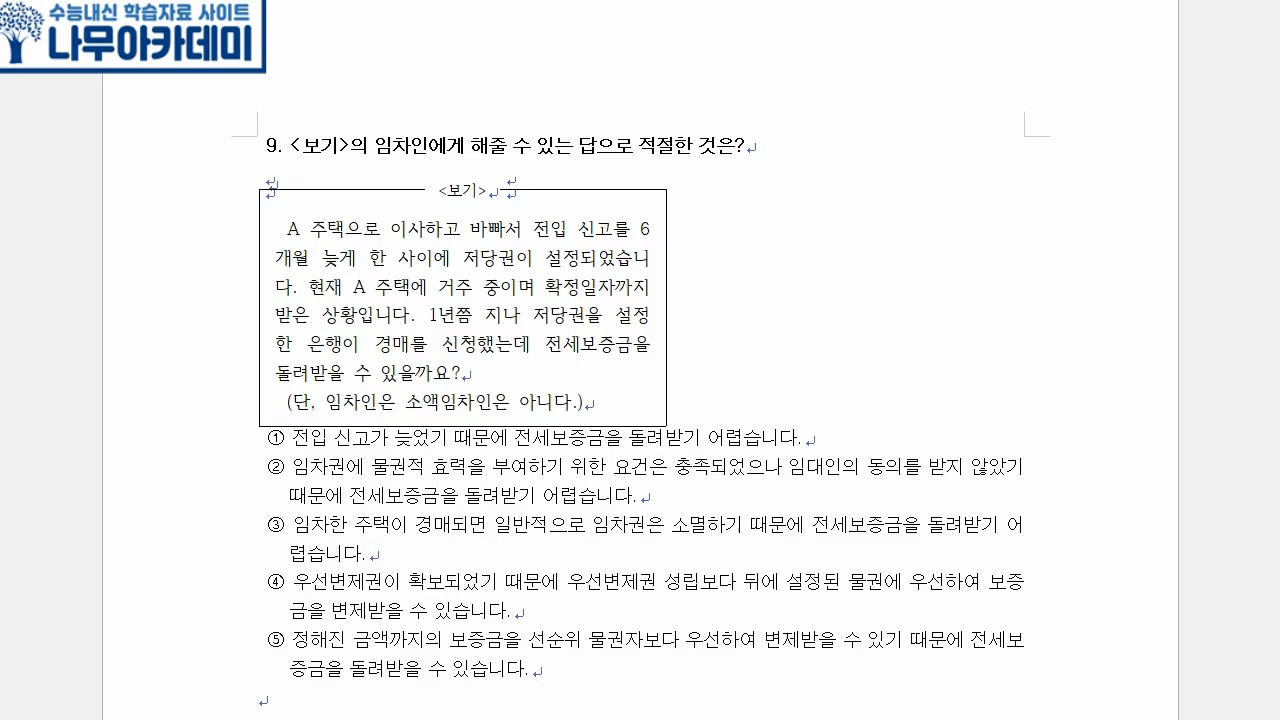 수능내신 학습자료 사이트
나무아카데미
9. <보기>의 임차인에게 해줄 수 있는 답으로 적절한 것은?
<보기>
A 주택으로 이사하고 바빠서 전입 신고를 6
개월 늦게 한 사이에 저당권이 설정되었습니
다. 현재 A 주택에 거주 중이며 확정일자까지
받은 상황입니다. 1년쯤 지나 저당권을 설정
한 은행이 경매를 신청했는데 전세보증금을
돌려받을 수 있을까요?
(단, 임차인은 소액임차인은 아니다.)
① 전입 신고가 늦었기 때문에 전세보증금을 돌려받기 어렵습니다.
② 임차권에 물권적 효력을 부여하기 위한 요건은 충족되었으나 임대인의 동의를 받지 않았기
때문에 전세보증금을 돌려받기 어렵습니다.
③ 임차한 주택이 경매되면 일반적으로 임차권은 소멸하기 때문에 전세보증금을 돌려받기 어
렵습니다.
④ 우선변제권이 확보되었기 때문에 우선변제권 성립보다 뒤에 설정된 물권에 우선하여 보증
금을 변제받을 수 있습니다.
⑤ 정해진 금액까지의 보증금을 선순위 물권자보다 우선하여 변제받을 수 있기 때문에 전세보
증금을 돌려받을 수 있습니다.